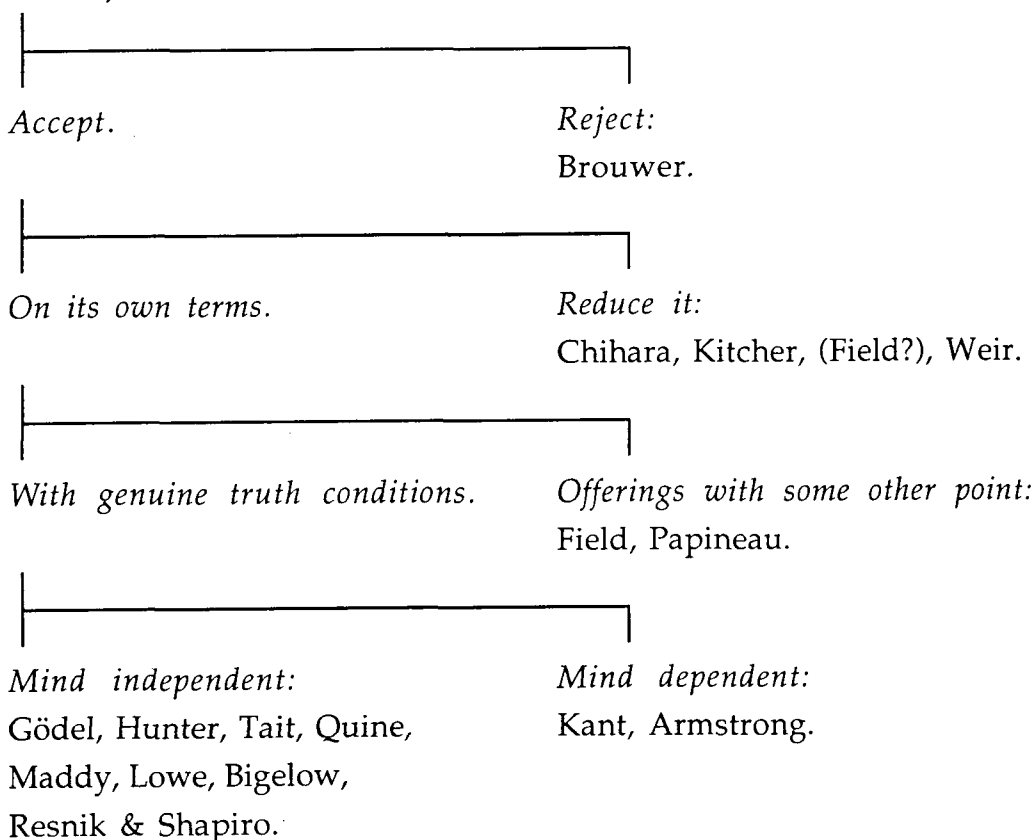 Accept.
Reject:
Brouwer.
On its own terms.
Reduce it:
Chihara, Kitcher, (Field?), Weir.
With genuine truth conditions.
Offerings with some other point:
Field, Papineau.
Mind independent:
Gödel, Hunter, Tait, Quine,
Maddy, Lowe, Bigelow,
Resnik & Shapiro.
Mind dependent:
Kant, Armstrong.